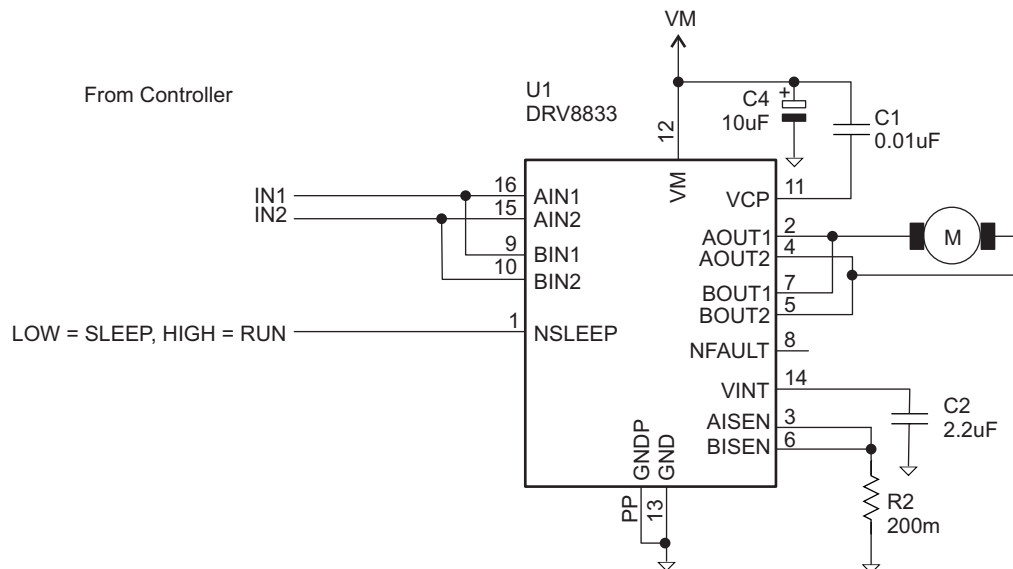 VM
From Controller
U1
DRV8833
C4
10uF
+
C1
0.01uF
12
VM
IN1
IN2
16
AIN1
15
AIN2
9
BIN1
10
BIN2
LOW = SLEEP, HIGH = RUN
1
NSLEEP
VCP
11
AOUT1
2
AOUT2
4
BOUT1
7
BOUT2
5
M
NFAULT
8
VINT
14
AISEN
3
BISEN
6
C2
2.2uF
GNDP
GND
PP
13
R2
200m